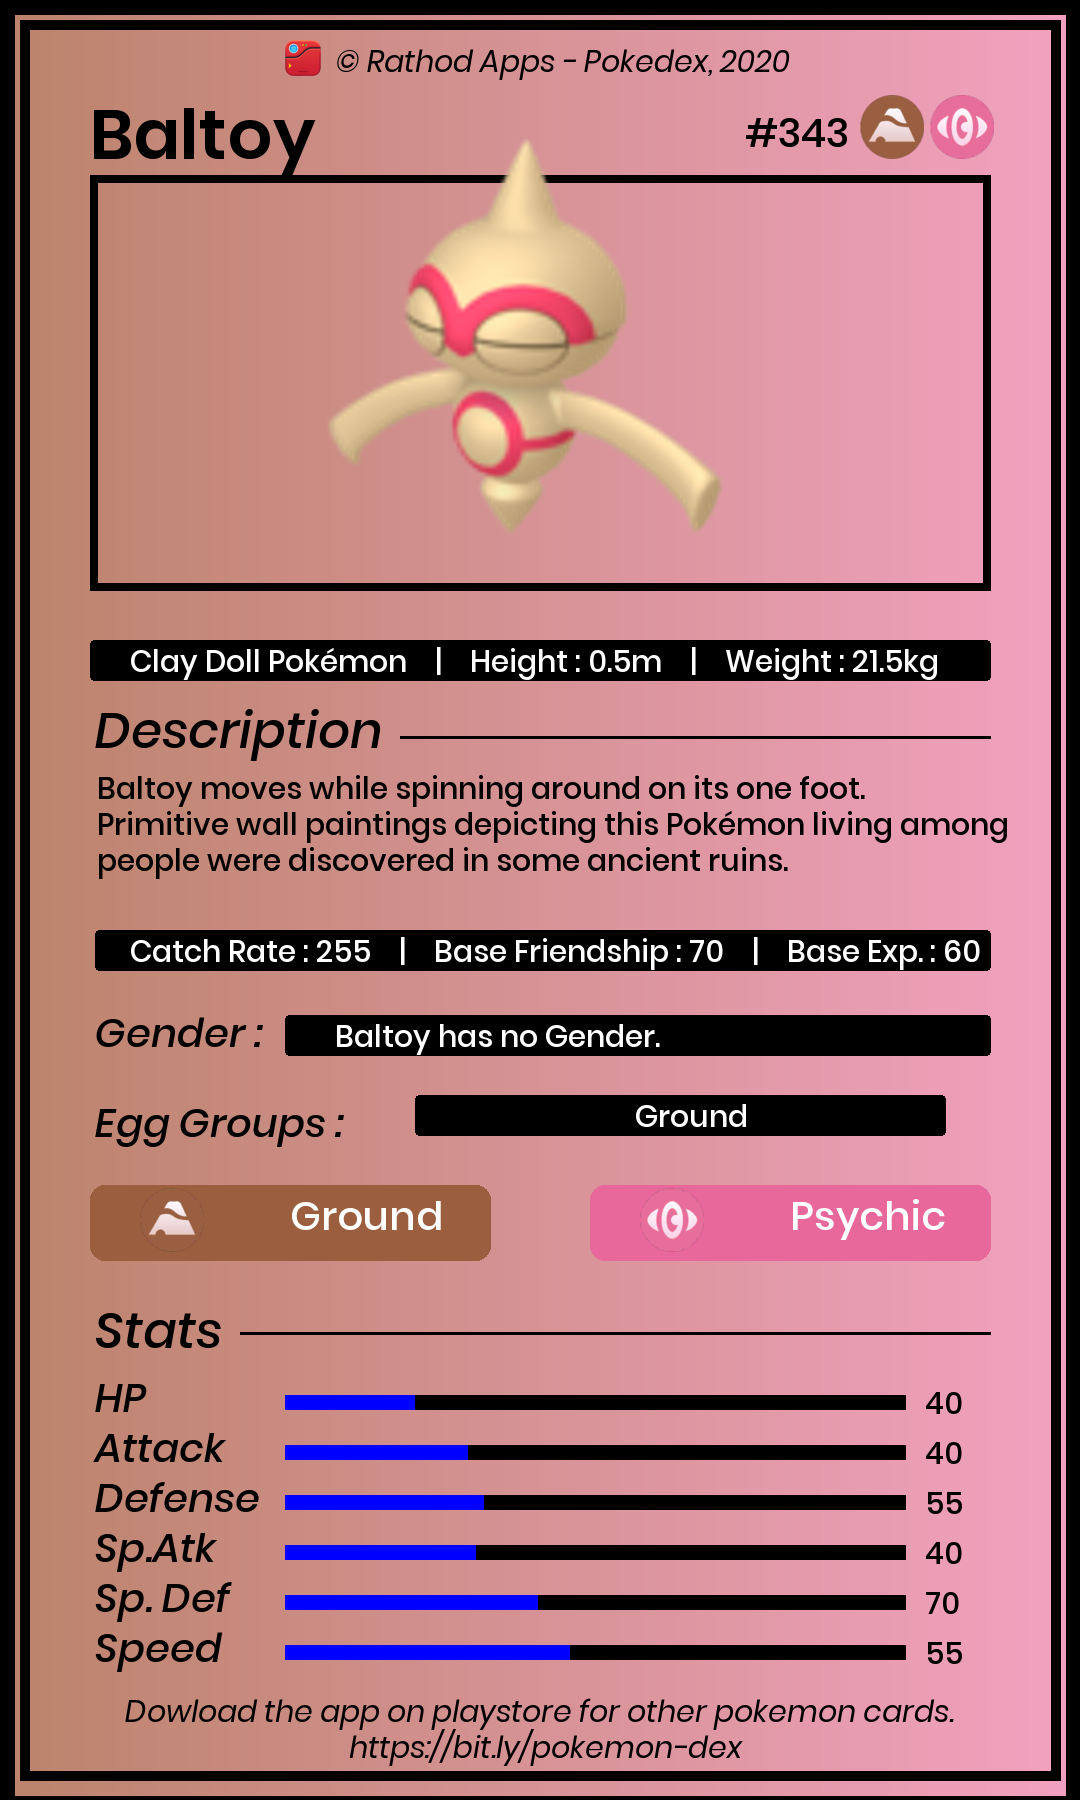 © Rathod Apps - Pokedex, 2020
Baltoy
#343
Clay Doll Pokémon | Height : 0.5m | Weight : 21.5kg
Description
Baltoy moves while spinning around on its one foot.
Primitive wall paintings depicting this Pokémon living among
people were discovered in some ancient ruins.
Catch Rate : 255 | Base Friendship : 70 | Base Exp. : 60
Gender : Baltoy has no Gender.
Egg Groups : Ground
Ground Psychic
Stats
HP 40
Attack 40
Defense 55
Sp.Atk 40
Sp. Def 70
Speed 55
Dowload the app on playstore for other pokemon cards.
https://bit.ly/pokemon-dex